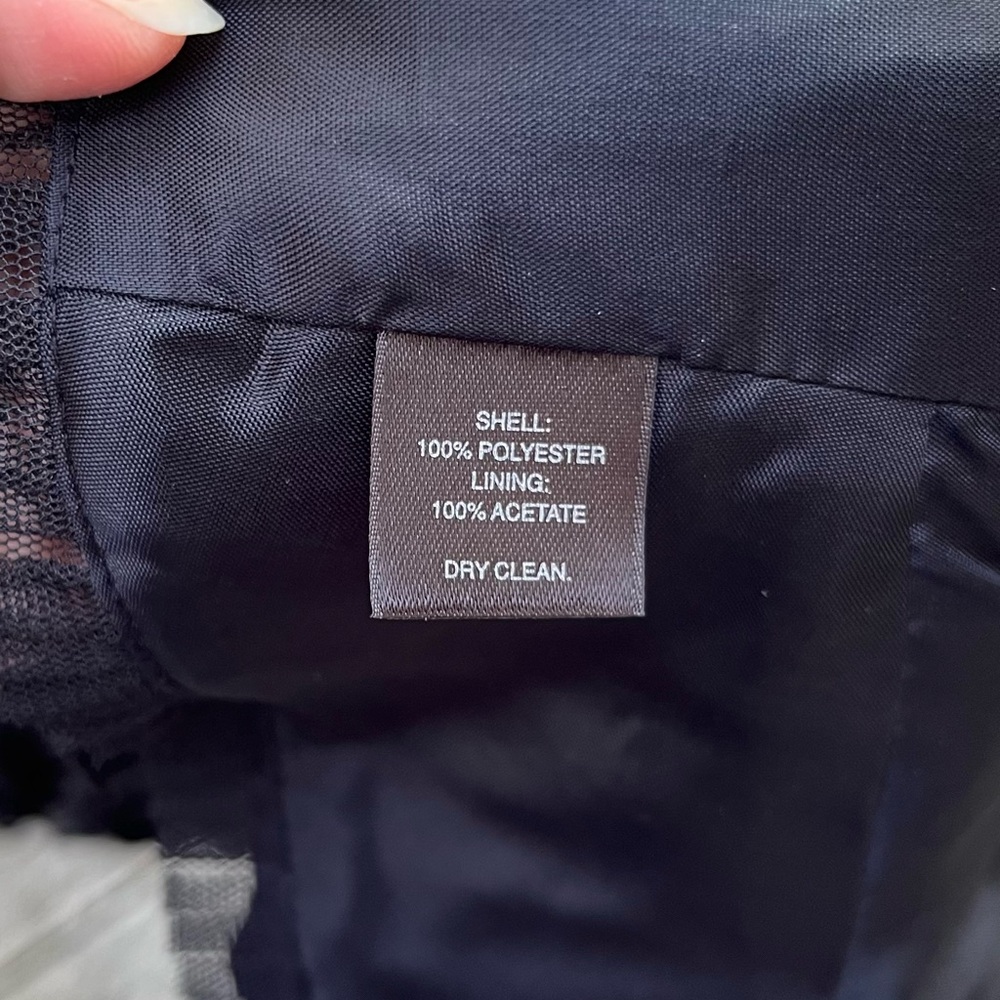 SHELL:
100% POLYESTER
LINING:
100% ACETATE
DRY CLEAN.